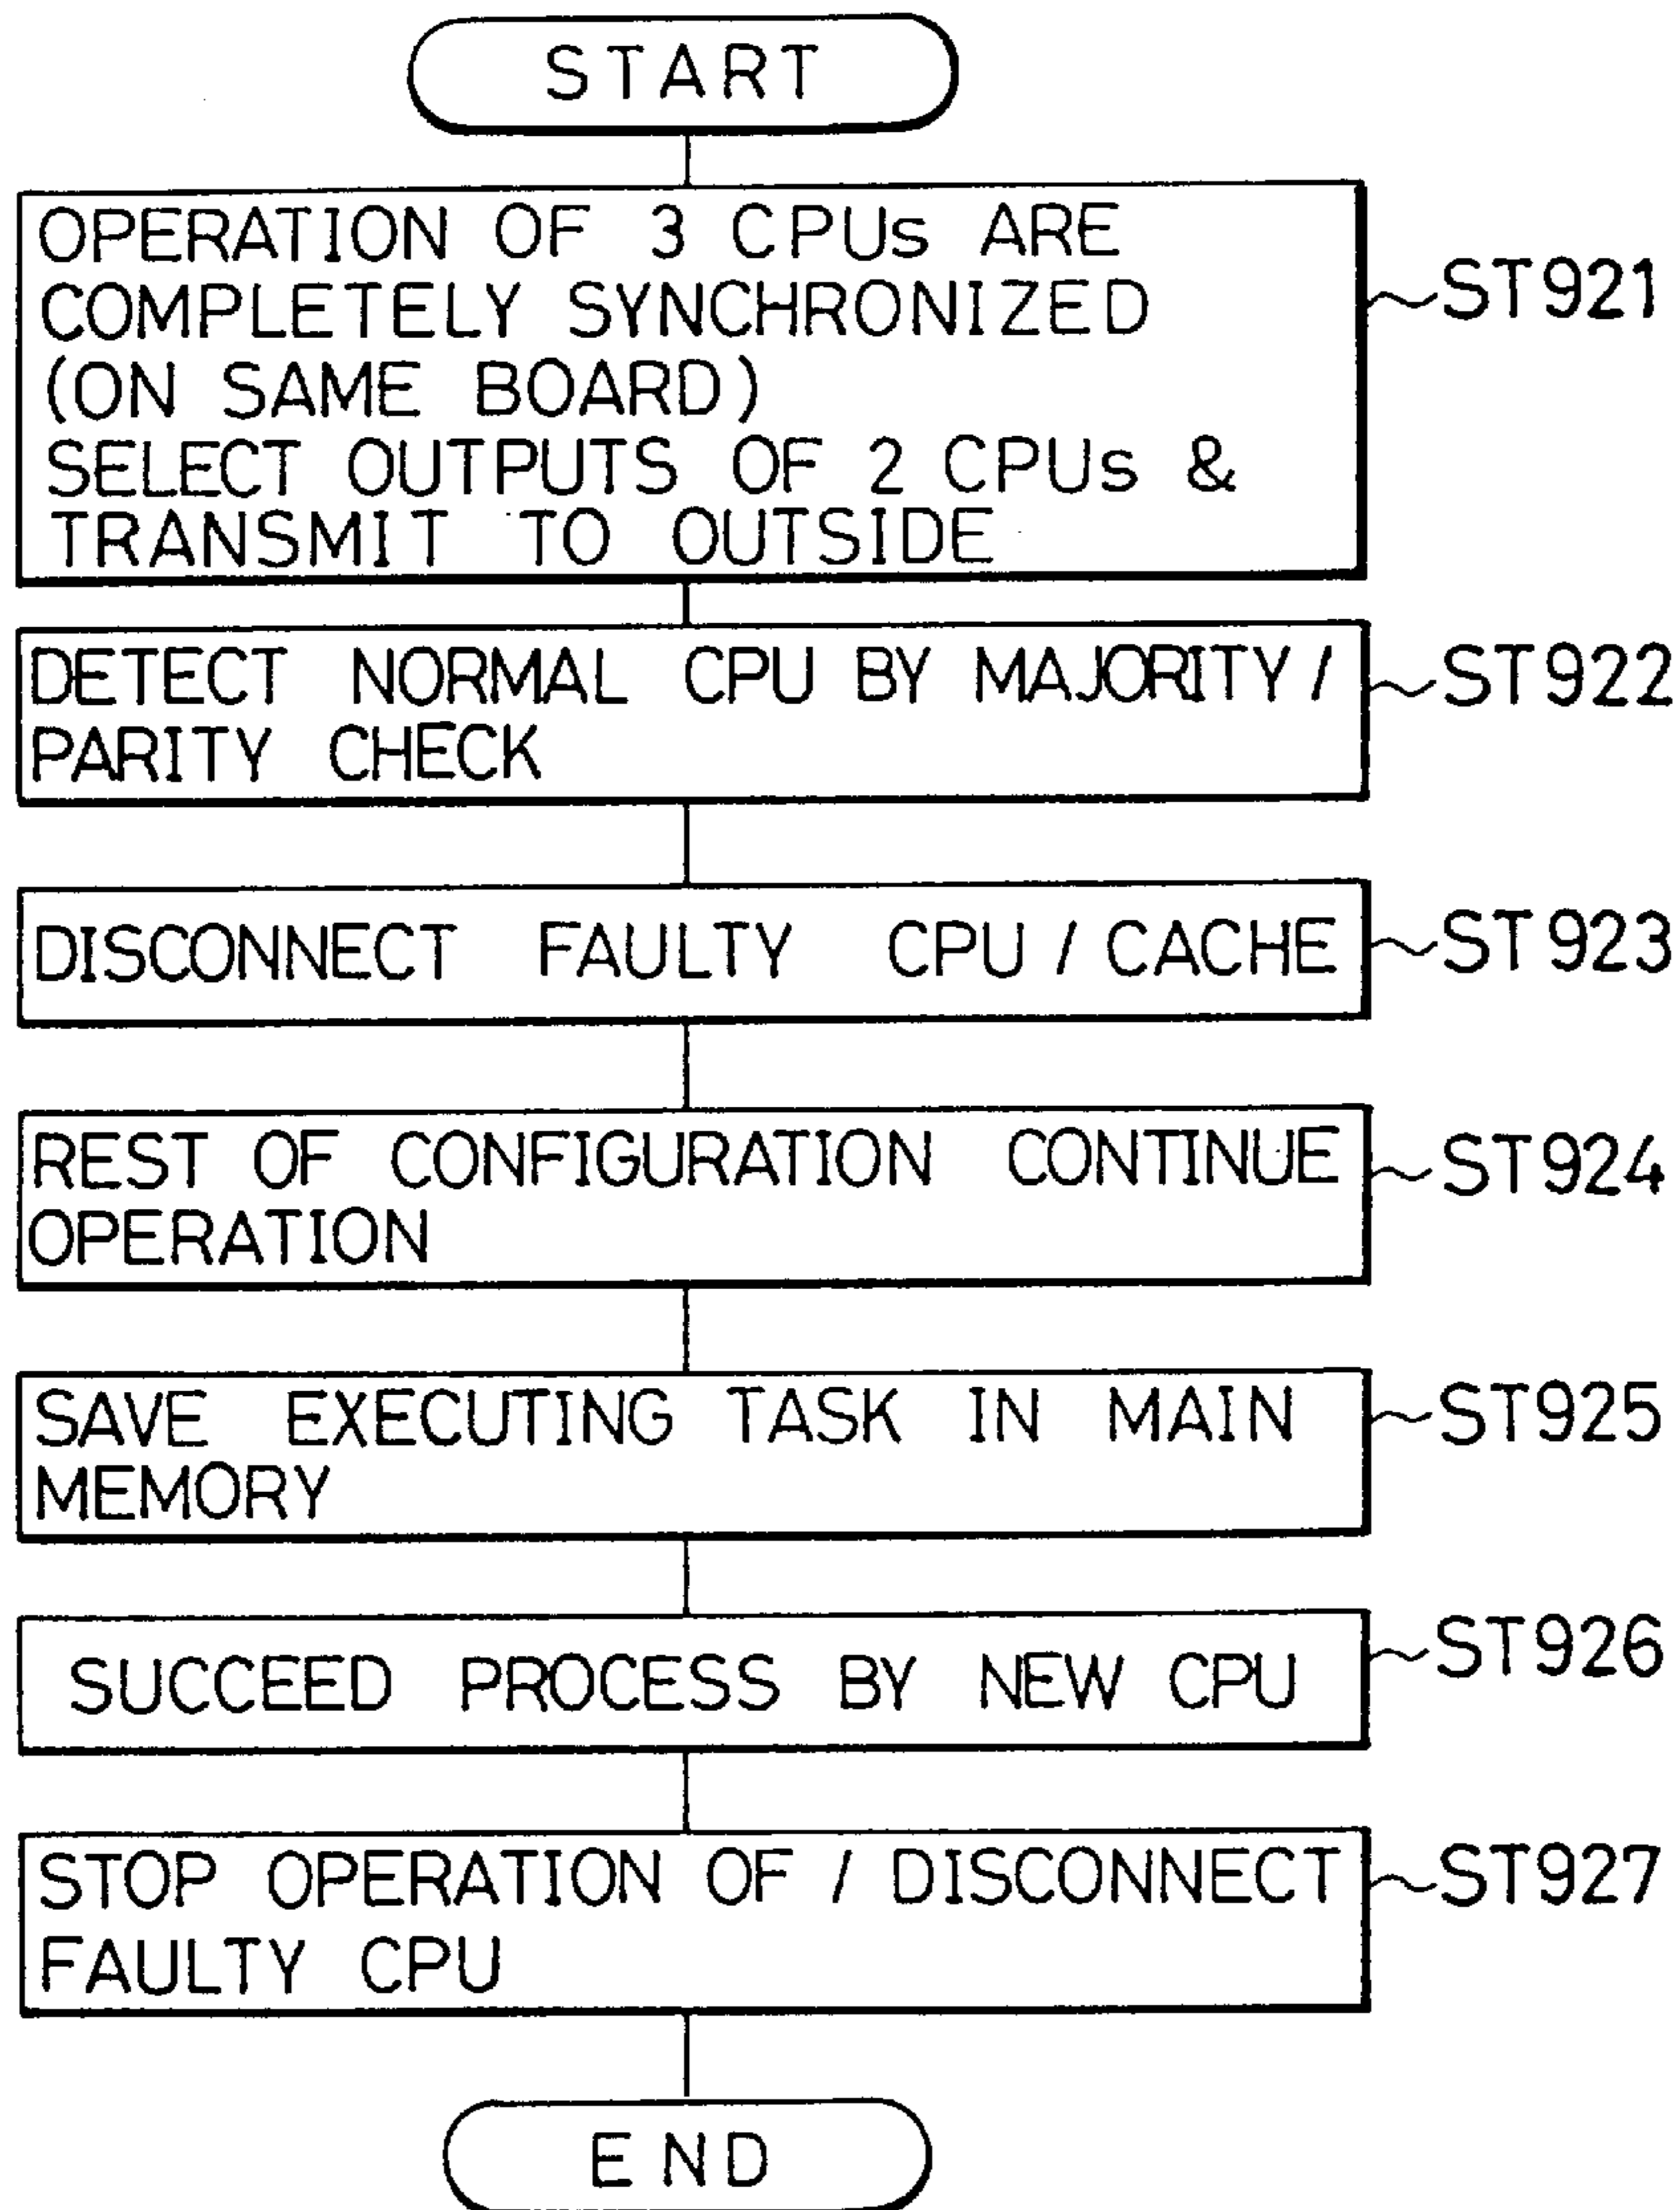 START
OPERATION OF 3 CPUs ARE
COMPLETELY SYNCHRONIZED
(ON SAME BOARD)
SELECT OUTPUTS OF 2 CPUs &
TRANSMIT TO OUTSIDE
ST921
DETECT NORMAL CPU BY MAJORITY /
PARITY CHECK
ST922
DISCONNECT FAULTY CPU / CACHE
ST923
REST OF CONFIGURATION CONTINUE
OPERATION
ST924
SAVE EXECUTING TASK IN MAIN
MEMORY
ST925
SUCCEED PROCESS BY NEW CPU
ST926
STOP OPERATION OF / DISCONNECT
FAULTY CPU
ST927
END